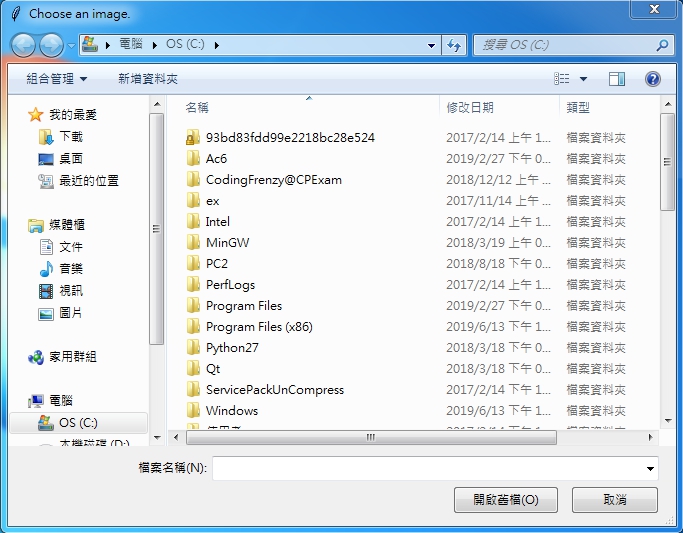 Choose an image.
電腦 OS (C:)
搜尋 OS (C:)
組合管理
新增資料夾
我的最愛
下載
桌面
最近的位置
媒體櫃
文件
音樂
視訊
圖片
家用群組
電腦
OS (C:)
本機磁碟 (D:)
名稱 修改日期 類型
93bd83fdd99e2218bc28e524 2017/2/14 上午 1... 檔案資料夾
Ac6 2019/2/27 下午 0... 檔案資料夾
CodingFrenzy@CPExam 2018/12/12 上午 ... 檔案資料夾
ex 2017/11/14 上午 ... 檔案資料夾
Intel 2017/2/14 上午 1... 檔案資料夾
MinGW 2018/3/19 上午 0... 檔案資料夾
PC2 2018/8/18 下午 0... 檔案資料夾
PerfLogs 2017/2/14 上午 1... 檔案資料夾
Program Files 2019/2/27 下午 0... 檔案資料夾
Program Files (x86) 2019/6/13 下午 1... 檔案資料夾
Python27 2018/3/18 下午 0... 檔案資料夾
Qt 2018/3/18 下午 0... 檔案資料夾
ServicePackUnCompress 2017/2/14 下午 1... 檔案資料夾
Windows 2019/6/13 下午 1... 檔案資料夾
檔案名稱(N):
開啟舊檔(O) 取消